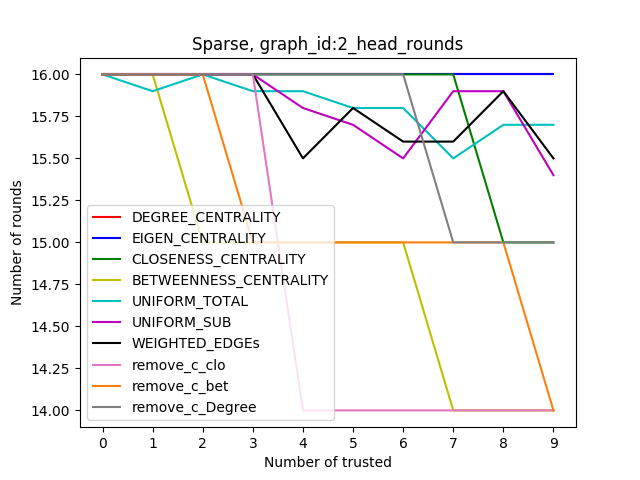 Sparse, graph_id:2_head_rounds
Number of rounds
16.00
15.75
15.50
15.25
15.00
14.75
14.50
14.25
14.00
DEGREE_CENTRALITY
EIGEN_CENTRALITY
CLOSENESS_CENTRALITY
BETWEENNESS_CENTRALITY
UNIFORM_TOTAL
UNIFORM_SUB
WEIGHTED_EDGEs
remove_c_clo
remove_c_bet
remove_c_Degree
0 1 2 3 4 5 6 7 8 9
Number of trusted